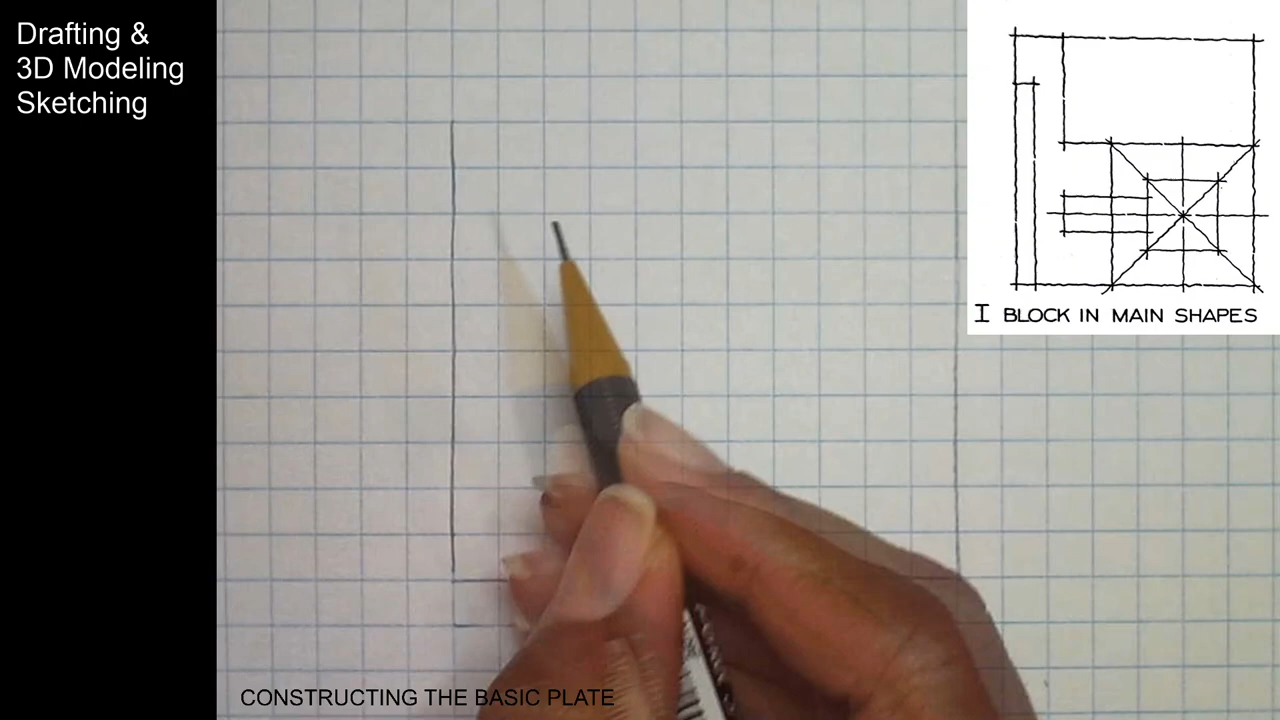 Drafting &
3D Modeling
Sketching
I BLOCK IN MAIN SHAPES
CONSTRUCTING THE BASIC PLATE